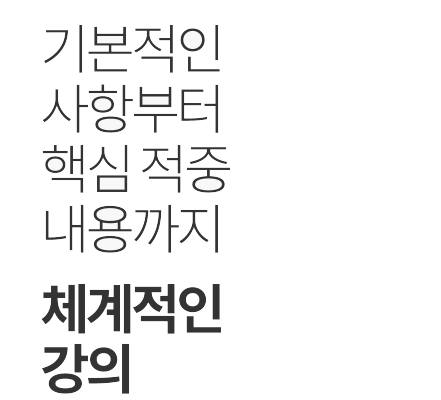 기본적인
사항부터
핵심 적중
내용까지
체계적인
강의